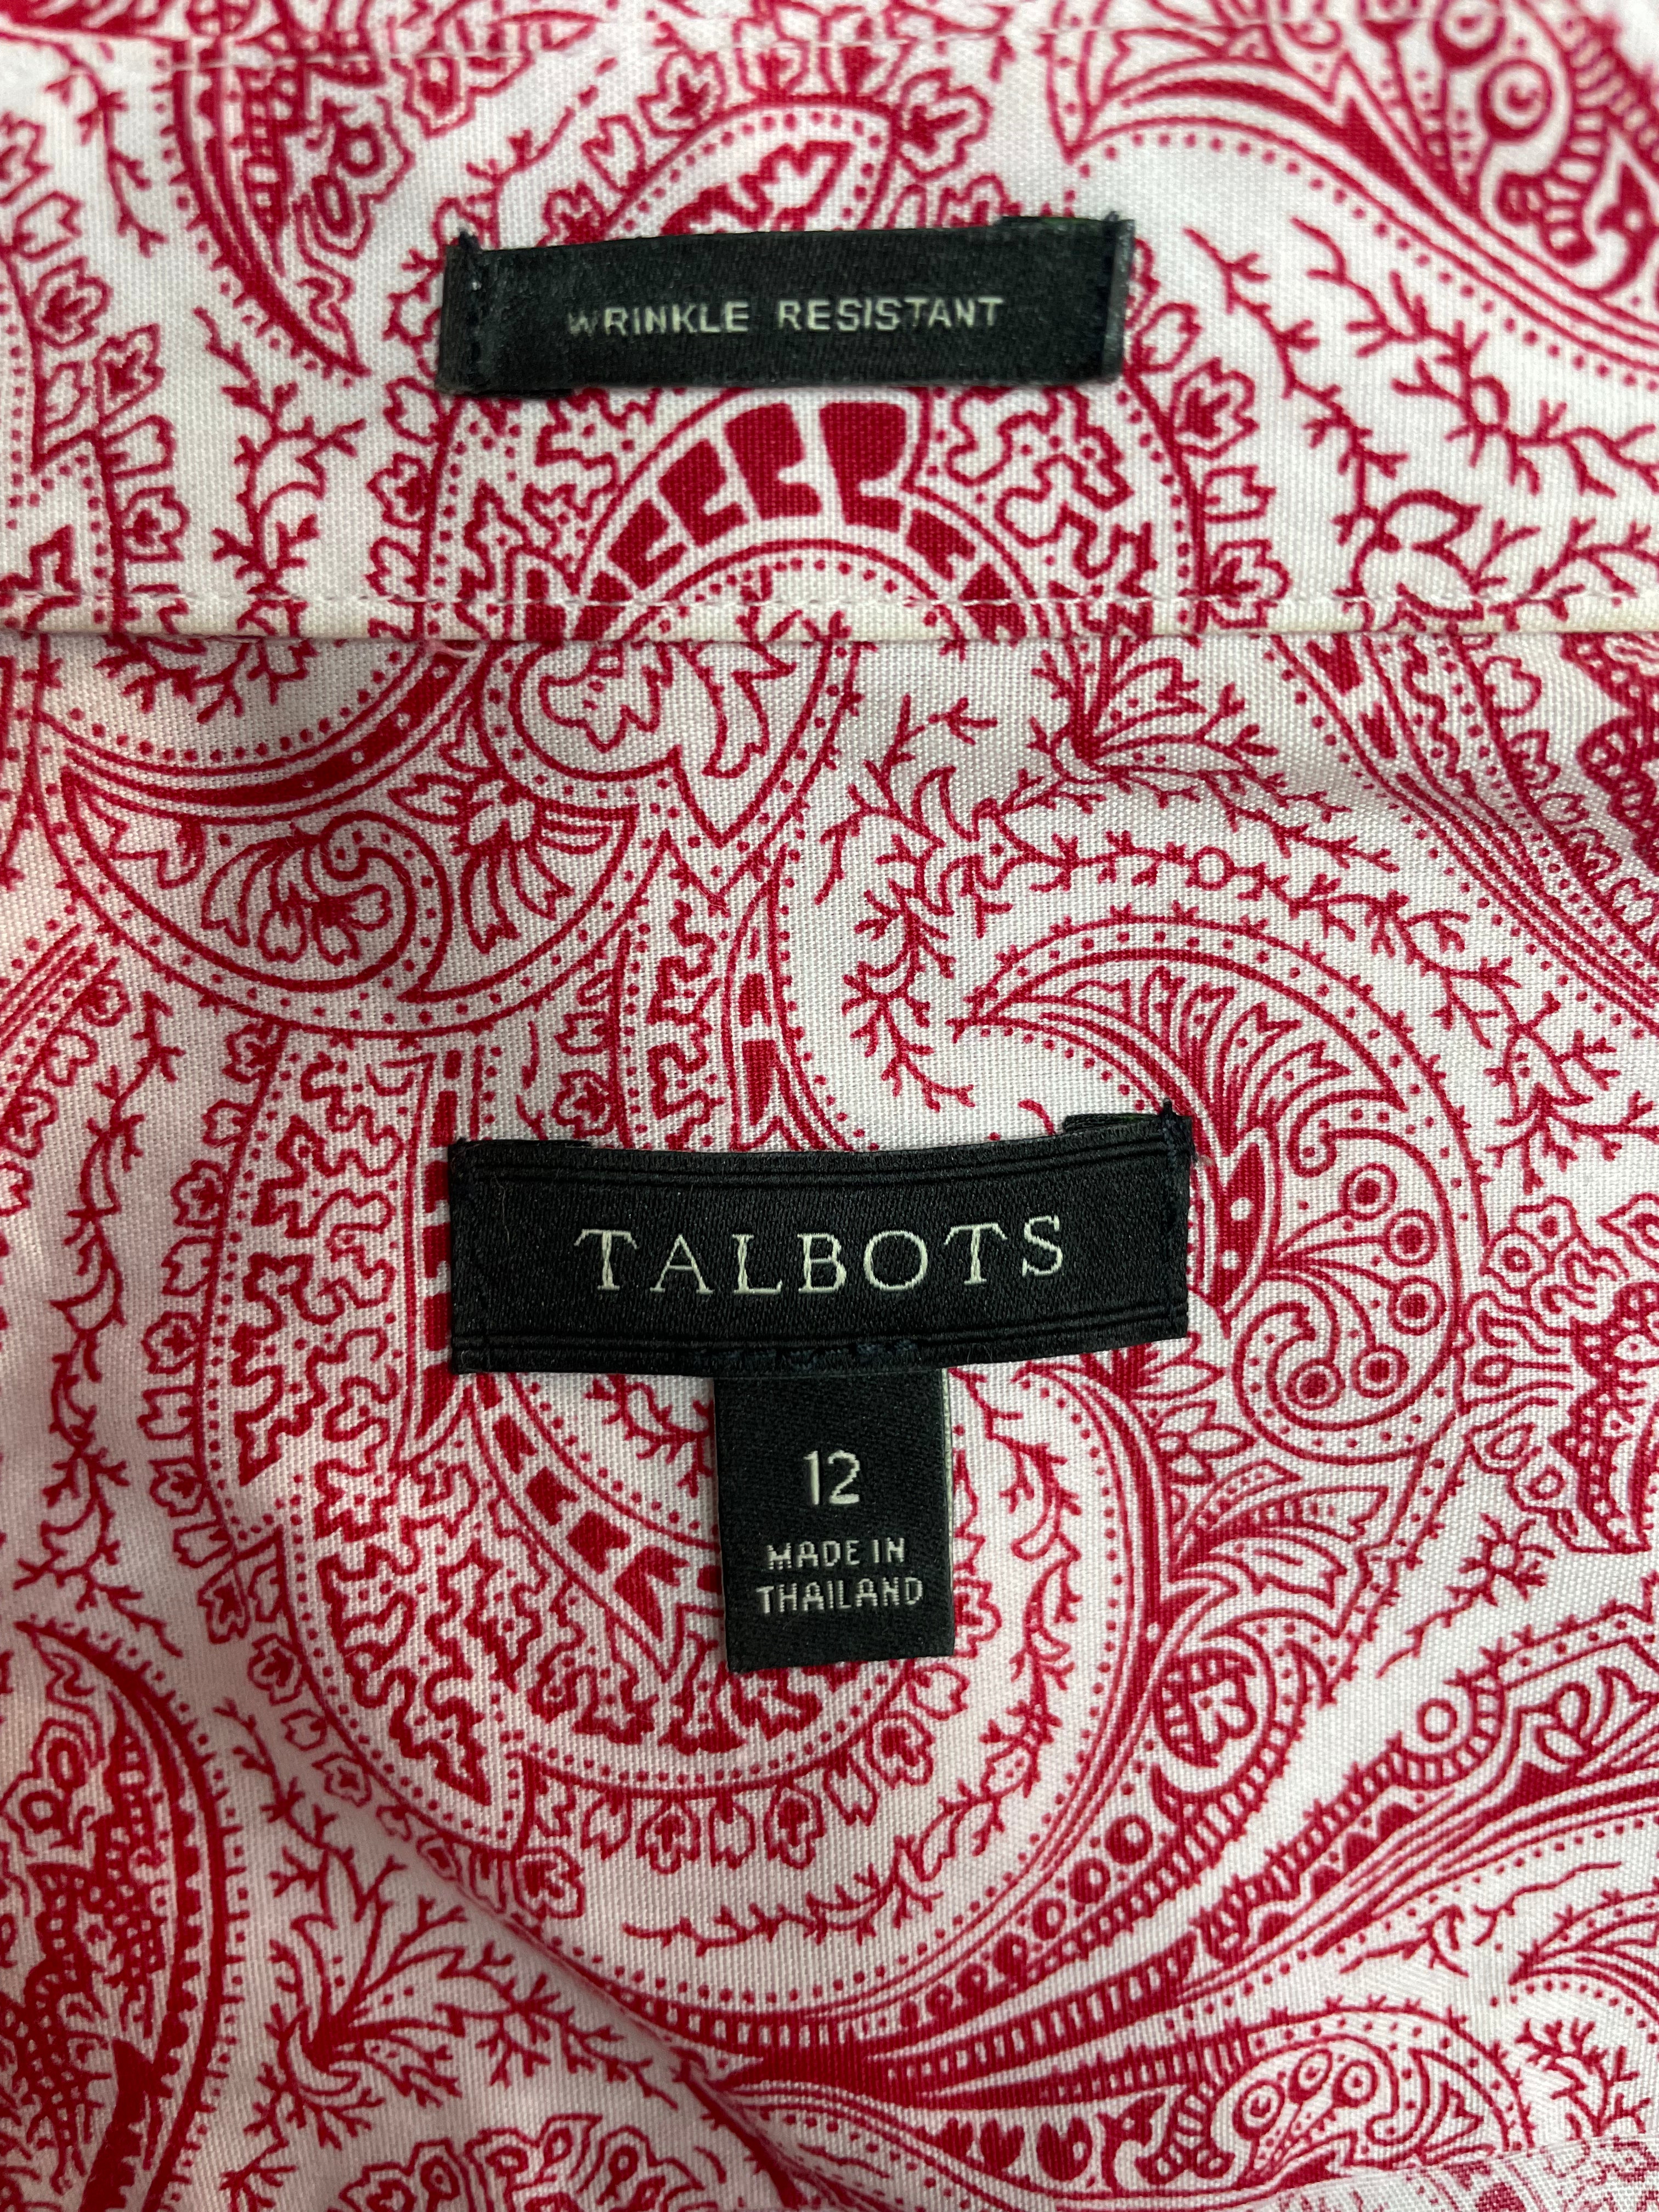 WRINKLE RESISTANT
TALBOTS
12
MADE IN
THAILAND